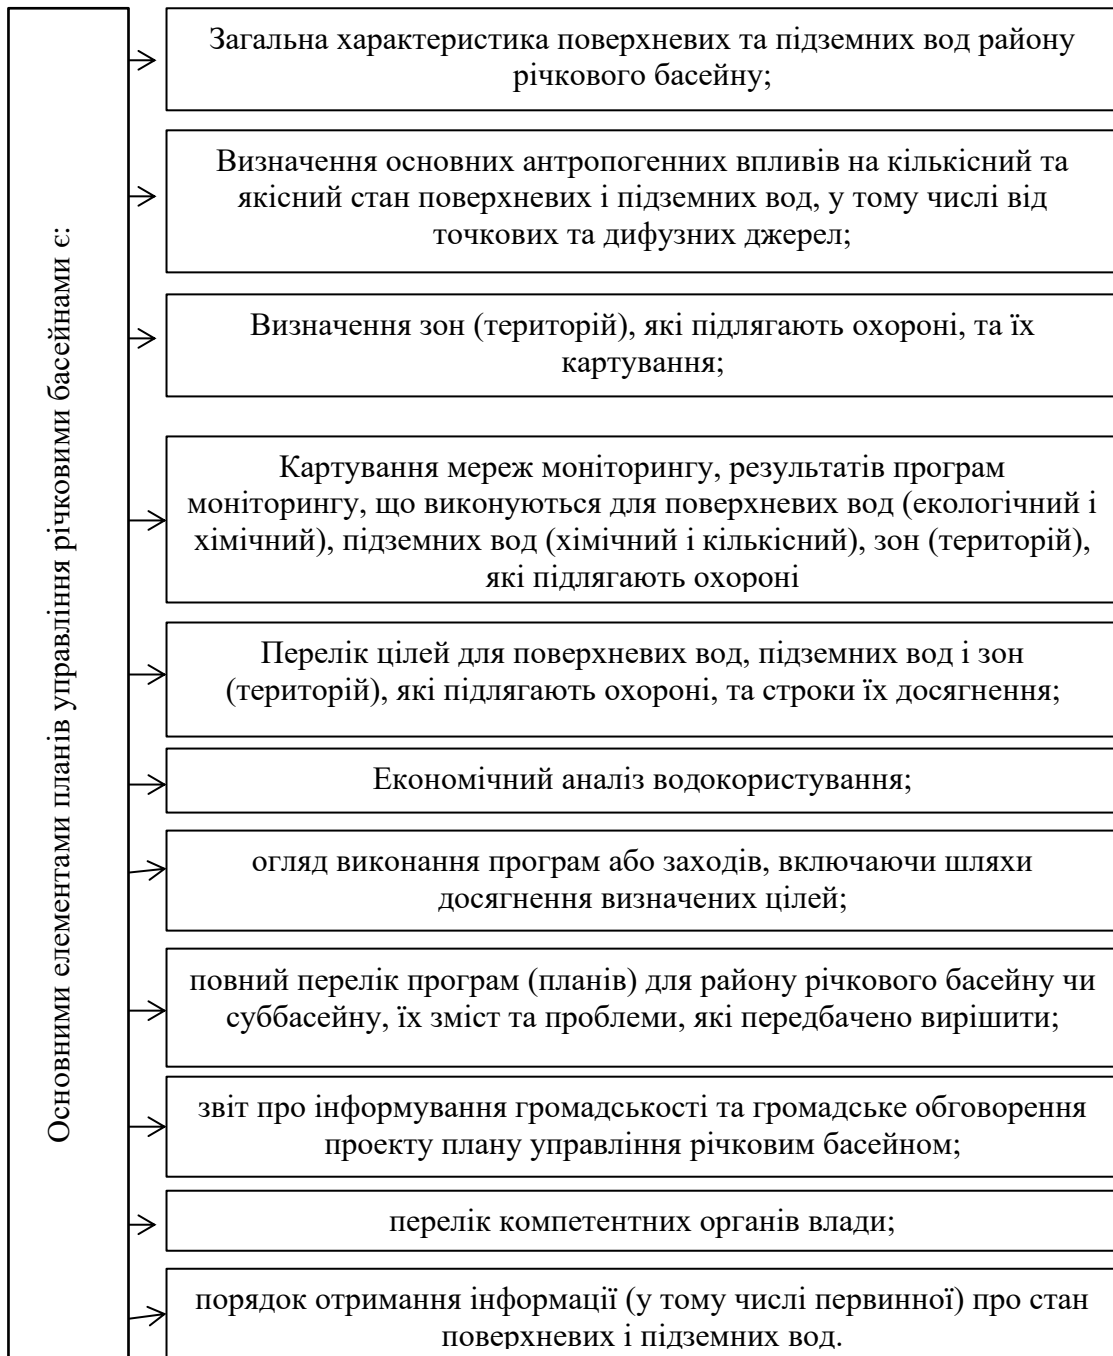 Основними елементами планів управління річковими басейнами є:
Загальна характеристика поверхневих та підземних вод району
річкового басейну;
Визначення основних антропогенних впливів на кількісний та
якісний стан поверхневих і підземних вод, у тому числі від
точкових та дифузних джерел;
Визначення зон (територій), які підлягають охороні, та їх
картування;
Картування мереж моніторингу, результатів програм
моніторингу, що виконуються для поверхневих вод (екологічний і
хімічний), підземних вод (хімічний і кількісний), зон (територій),
які підлягають охороні
Перелік цілей для поверхневих вод, підземних вод і зон
(територій), які підлягають охороні, та строки їх досягнення;
Економічний аналіз водокористування;
огляд виконання програм або заходів, включаючи шляхи
досягнення визначених цілей;
повний перелік програм (планів) для району річкового басейну чи
суббасейну, їх зміст та проблеми, які передбачено вирішити;
звіт про інформування громадськості та громадське обговорення
проекту плану управління річковим басейном;
перелік компетентних органів влади;
порядок отримання інформації (у тому числі первинної) про стан
поверхневих і підземних вод.